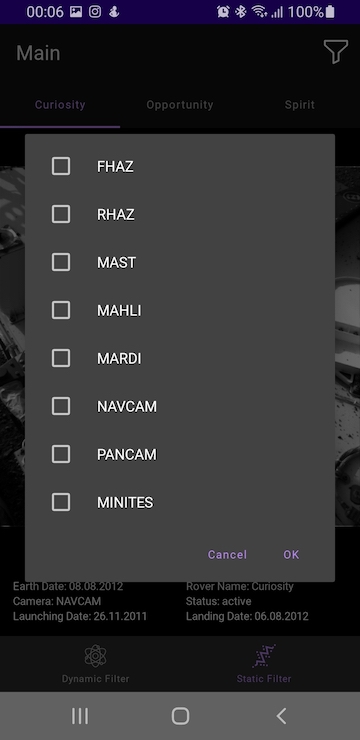 00:06 100%
Main
Curiosity Opportunity Spirit
FHAZ
RHAZ
MAST
MAHLI
MARDI
NAVCAM
PANCAM
MINITES
Cancel OK
Earth Date: 08.08.2012 Rover Name: Curiosity
Camera: NAVCAM Status: active
Launching Date: 26.11.2011 Landing Date: 06.08.2012
Dynamic Filter Static Filter